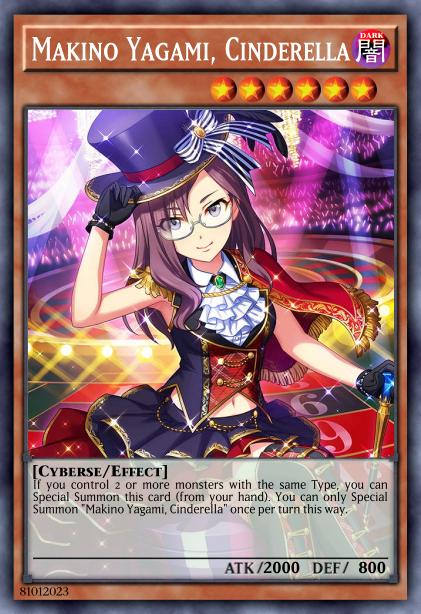 Makino Yagami, Cinderella
DARK
闇
[Cyberse/Effect]
If you control 2 or more monsters with the same Type, you can
Special Summon this card (from your hand). You can only Special
Summon "Makino Yagami, Cinderella" once per turn this way.
ATK/2000 DEF/ 800
81012023